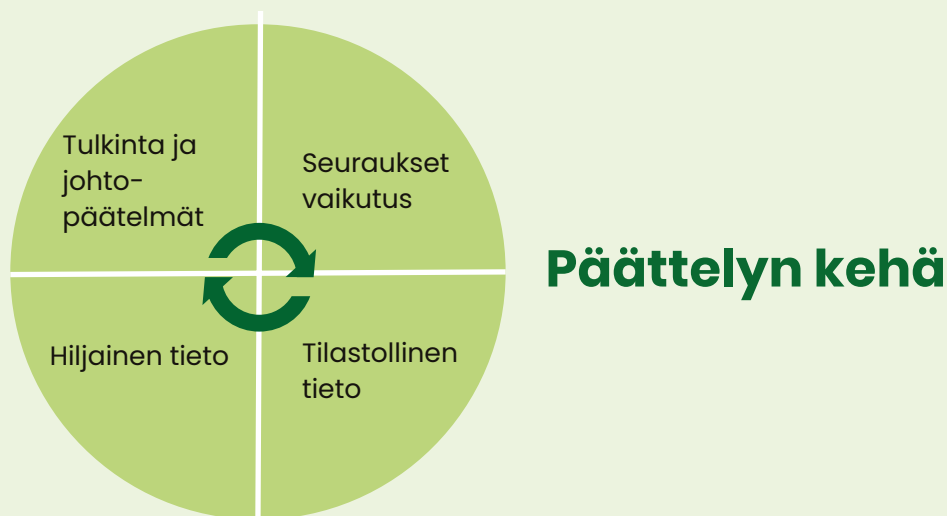 Tulkinta ja
johto-
päätelmät
Seuraukset
vaikutus
Hiljainen tieto
Tilastollinen
tieto
Päättelyn kehä